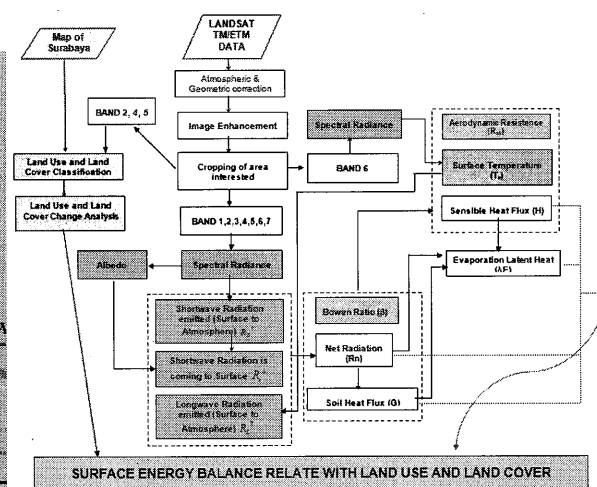 Map of
Surabaya
LANDSAT
TM/ETM
DATA
Atmospheric &
Geometric correction
BAND 2, 4, 5
Image Enhancement
Spectral Radiance
Aerodynamic Resistence
Land Use and Land
Cover Classification
Cropping of area
interested
BAND 6
Surface Temperature
Land Use and Land
Cover Change Analysis
BAND 1,2,3,4,5,6,7
Sensible Heat Flux (H)
Albedo
Spectral Radiance
Evaporation Latent Heat
(λE)
Shortwave Radiation
emitted (Surface to
Atmosphere)
Bowen Ratio (β)
Shortwave Radiation is
coming to Surface
Net Radiation
(Rn)
Longwave Radiation
emitted (Surface to
Atmosphere)
Soil Heat Flux (G)
SURFACE ENERGY BALANCE RELATE WITH LAND USE AND LAND COVER